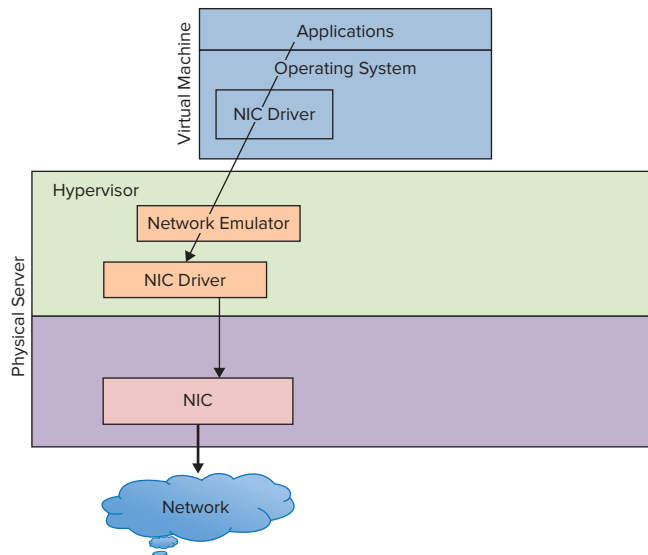 Applications
Operating System
NIC Driver
Virtual Machine
Hypervisor
Network Emulator
NIC Driver
Physical Server
NIC
Network